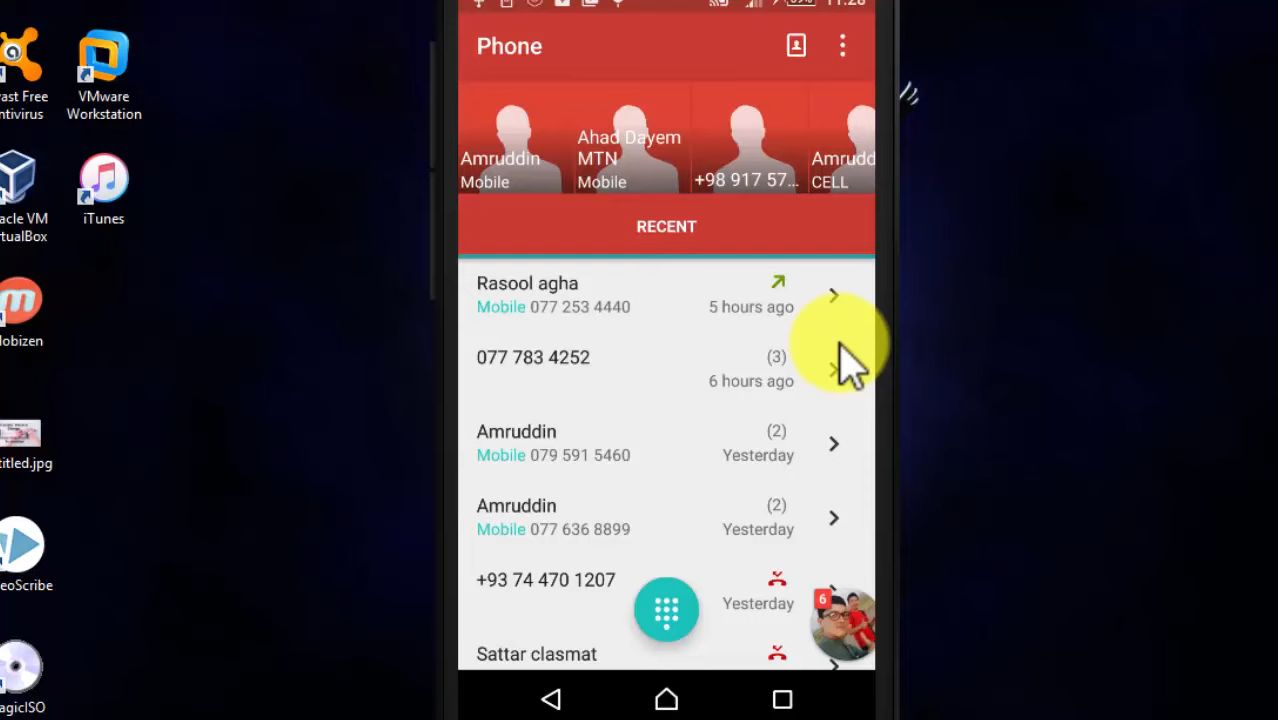 11:28
Phone
Amruddin
Mobile
Ahad Dayem
MTN
Mobile
+98 917 57...
Amrudd
CELL
RECENT
Rasool agha
Mobile 077 253 4440
5 hours ago
077 783 4252
(3)
6 hours ago
Amruddin
(2)
Mobile 079 591 5460
Yesterday
Amruddin
(2)
Mobile 077 636 8899
Yesterday
+93 74 470 1207
Yesterday
6
Sattar clasmat
ast Free
ntivirus
VMware
Workstation
acle VM
rtualBox
iTunes
m
obizen
titled.jpg
eoScribe
agicISO